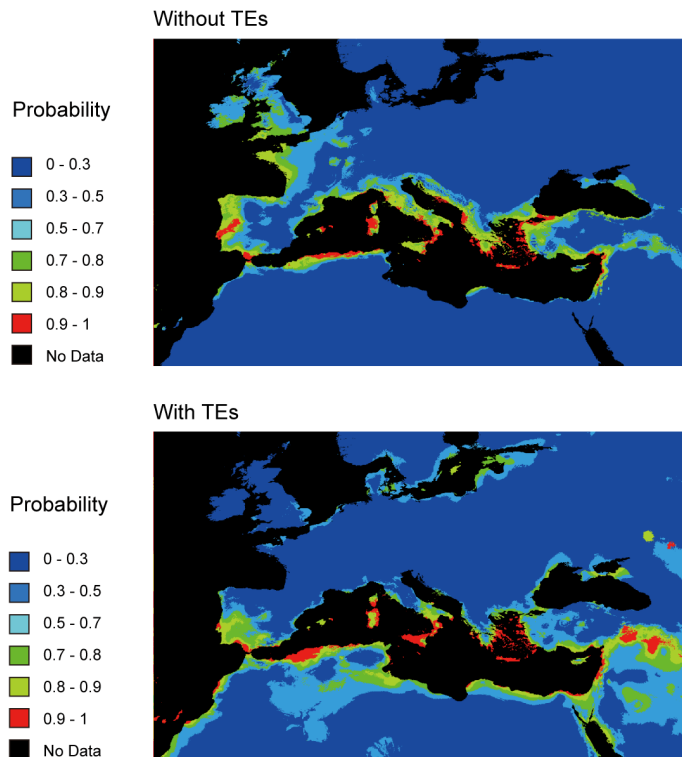 Without TEs
Probability
0 - 0.3
0.3 - 0.5
0.5 - 0.7
0.7 - 0.8
0.8 - 0.9
0.9 - 1
No Data
With TEs
Probability
0 - 0.3
0.3 - 0.5
0.5 - 0.7
0.7 - 0.8
0.8 - 0.9
0.9 - 1
No Data